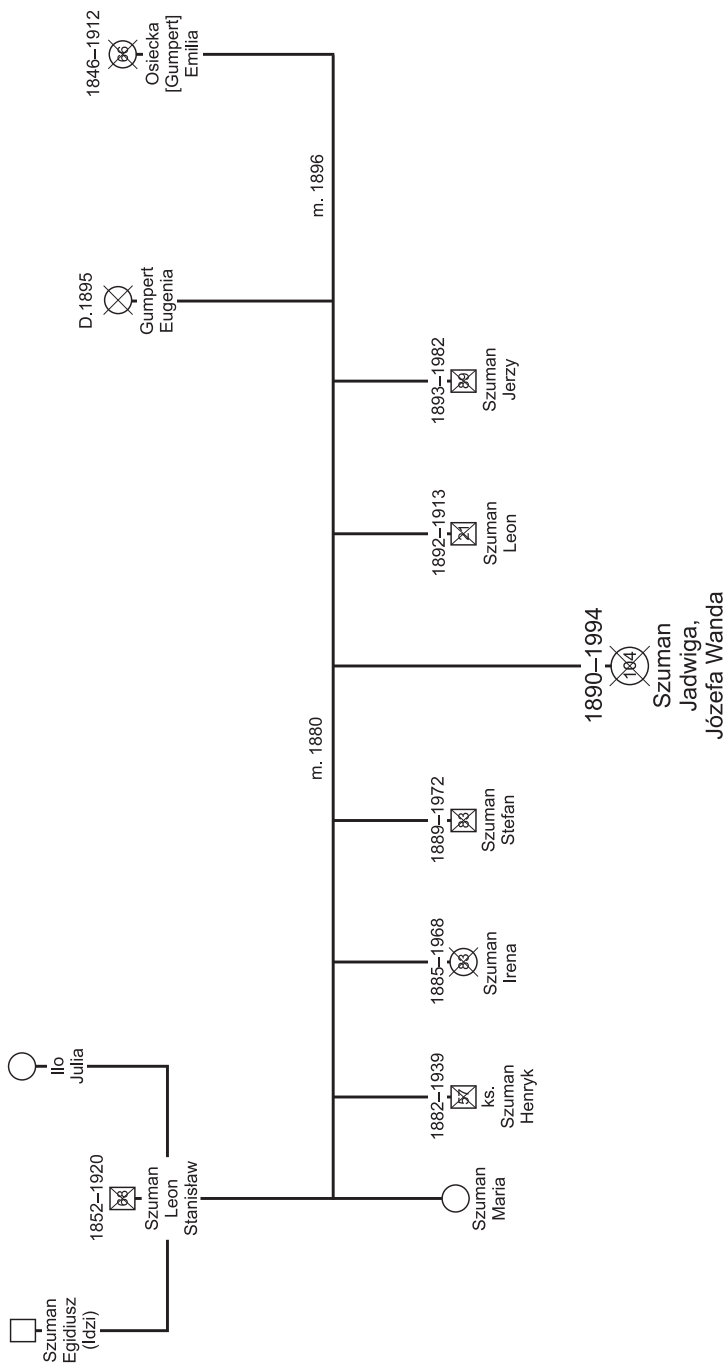 Szuman
Egidiusz
(Idzi)
Ilo
Julia
1852–1920
68
Szuman
Leon
Stanisław
D.1895
Gumpert
Eugenia
1846–1912
66
Osiecka
[Gumpert]
Emilia
m. 1880
m. 1896
Szuman
Maria
1882–1939
57
ks.
Szuman
Henryk
1885–1968
83
Szuman
Irena
1889–1972
83
Szuman
Stefan
1890–1994
104
Szuman
Jadwiga,
Józefa Wanda
1892–1913
21
Szuman
Leon
1893–1982
89
Szuman
Jerzy